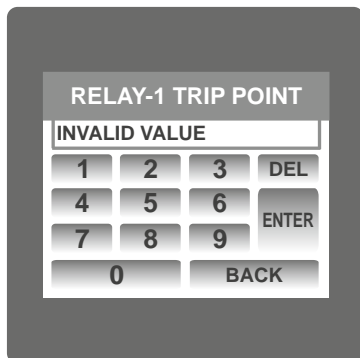 RELAY-1 TRIP POINT
INVALID VALUE
1 2 3 DEL
4 5 6 ENTER
7 8 9
0 BACK